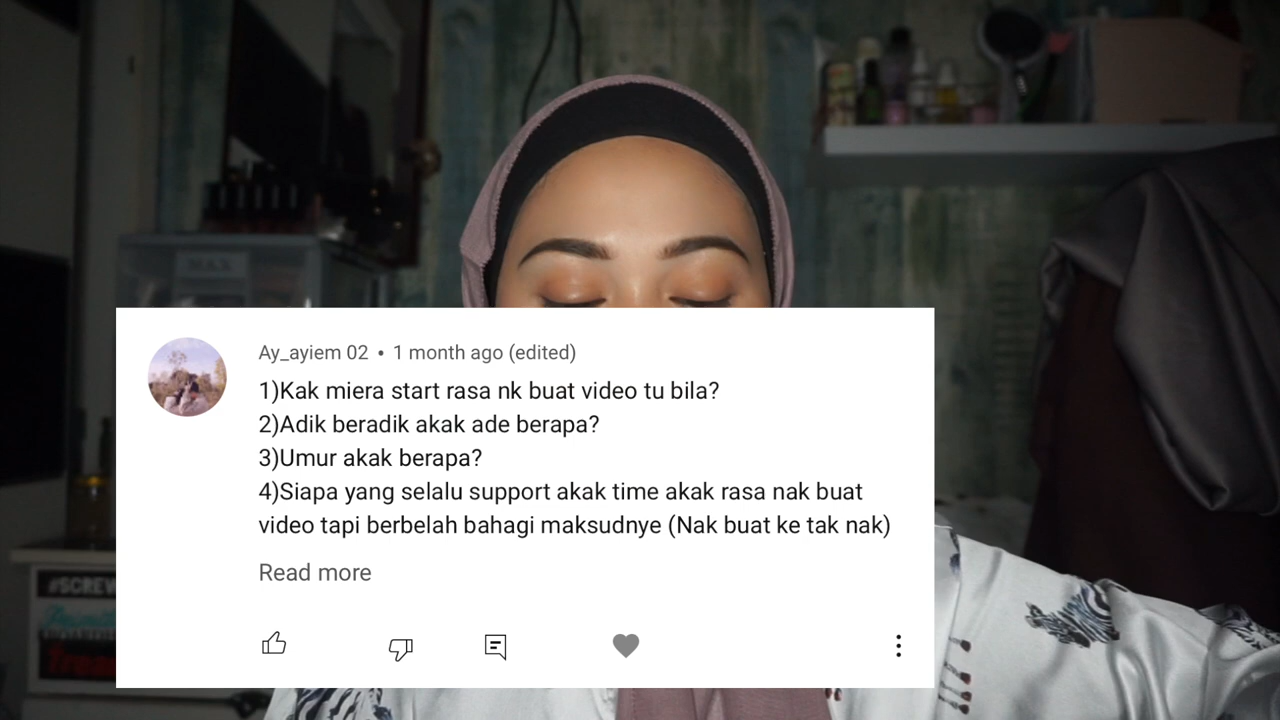 MAX
Ay_ayiem 02 • 1 month ago (edited)
1)Kak miera start rasa nk buat video tu bila?
2)Adik beradik akak ade berapa?
3)Umur akak berapa?
4)Siapa yang selalu support akak time akak rasa nak buat
video tapi berbelah bahagi maksudnye (Nak buat ke tak nak)
Read more
#SCREW